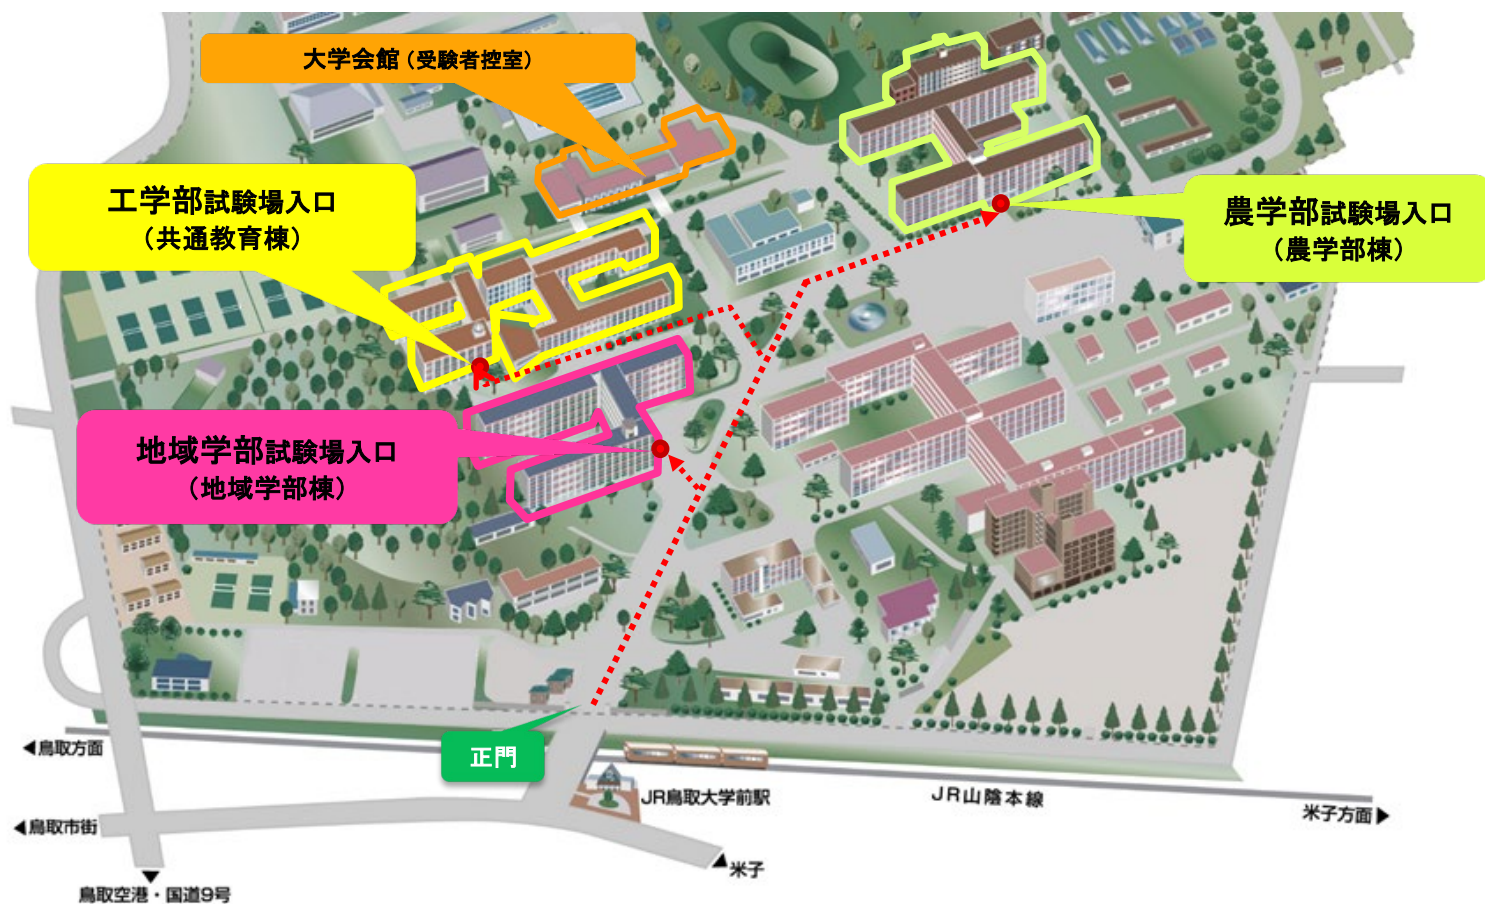 大学会館(受験者控室)
工学部試験場入口
(共通教育棟)
農学部試験場入口
(農学部棟)
地域学部試験場入口
(地域学部棟)
正門
◀鳥取方面
JR鳥取大学前駅
JR山陰本線
米子方面▶
◀鳥取市街
▲米子
▼
鳥取空港・国道9号